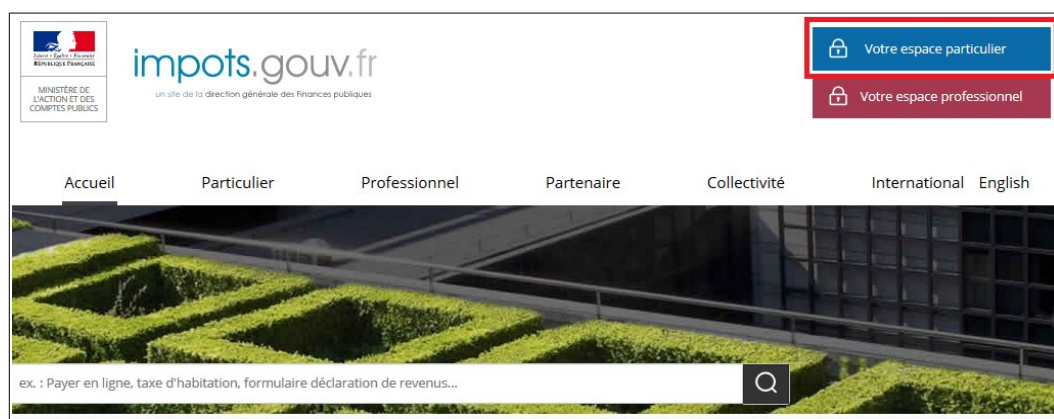 Liberté • Égalité • Fraternité
RÉPUBLIQUE FRANÇAISE
MINISTÈRE DE
L'ACTION ET DES
COMPTES PUBLICS
impots.gouv.fr
un site de la direction générale des Finances publiques
Votre espace particulier
Votre espace professionnel
Accueil Particulier Professionnel Partenaire Collectivité International English
ex. : Payer en ligne, taxe d'habitation, formulaire déclaration de revenus...